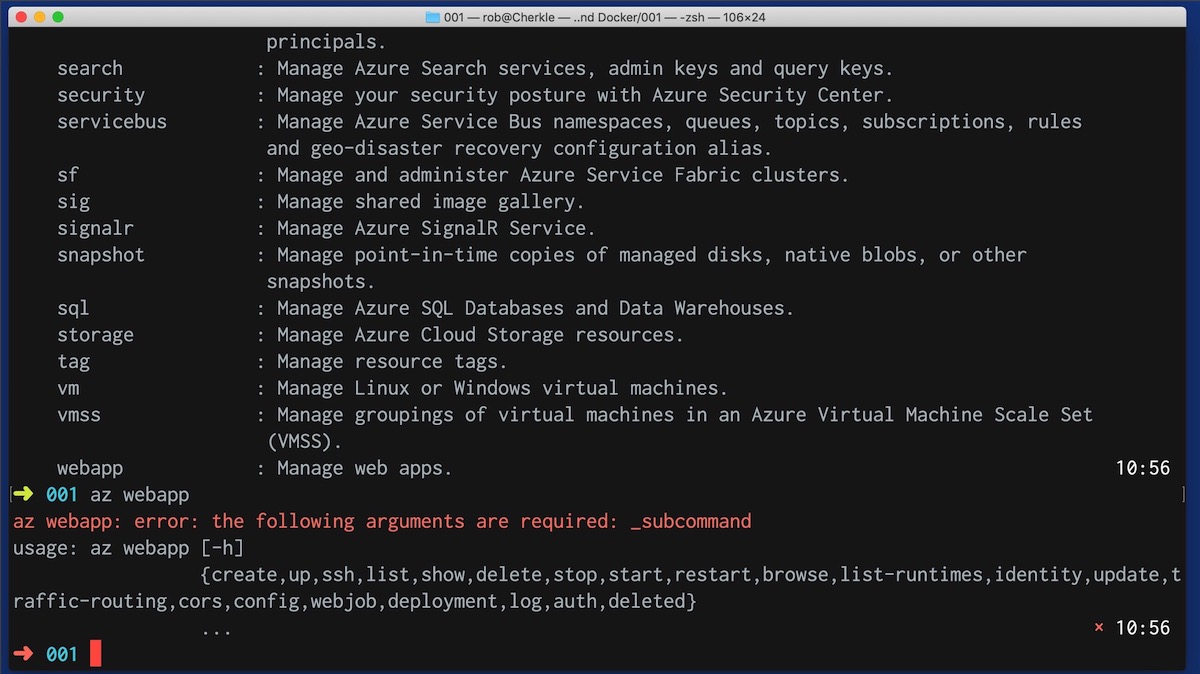 001 — rob@Cherkle — ..nd Docker/001 — -zsh — 106×24
principals.
search : Manage Azure Search services, admin keys and query keys.
security : Manage your security posture with Azure Security Center.
servicebus : Manage Azure Service Bus namespaces, queues, topics, subscriptions, rules
and geo-disaster recovery configuration alias.
sf : Manage and administer Azure Service Fabric clusters.
sig : Manage shared image gallery.
signalr : Manage Azure SignalR Service.
snapshot : Manage point-in-time copies of managed disks, native blobs, or other
snapshots.
sql : Manage Azure SQL Databases and Data Warehouses.
storage : Manage Azure Cloud Storage resources.
tag : Manage resource tags.
vm : Manage Linux or Windows virtual machines.
vmss : Manage groupings of virtual machines in an Azure Virtual Machine Scale Set
(VMSS).
webapp : Manage web apps. 10:56
➜ 001 az webapp
az webapp: error: the following arguments are required: _subcommand
usage: az webapp [-h]
{create,up,ssh,list,show,delete,stop,start,restart,browse,list-runtimes,identity,update,t
raffic-routing,cors,config,webjob,deployment,log,auth,deleted}
... × 10:56
➜ 001